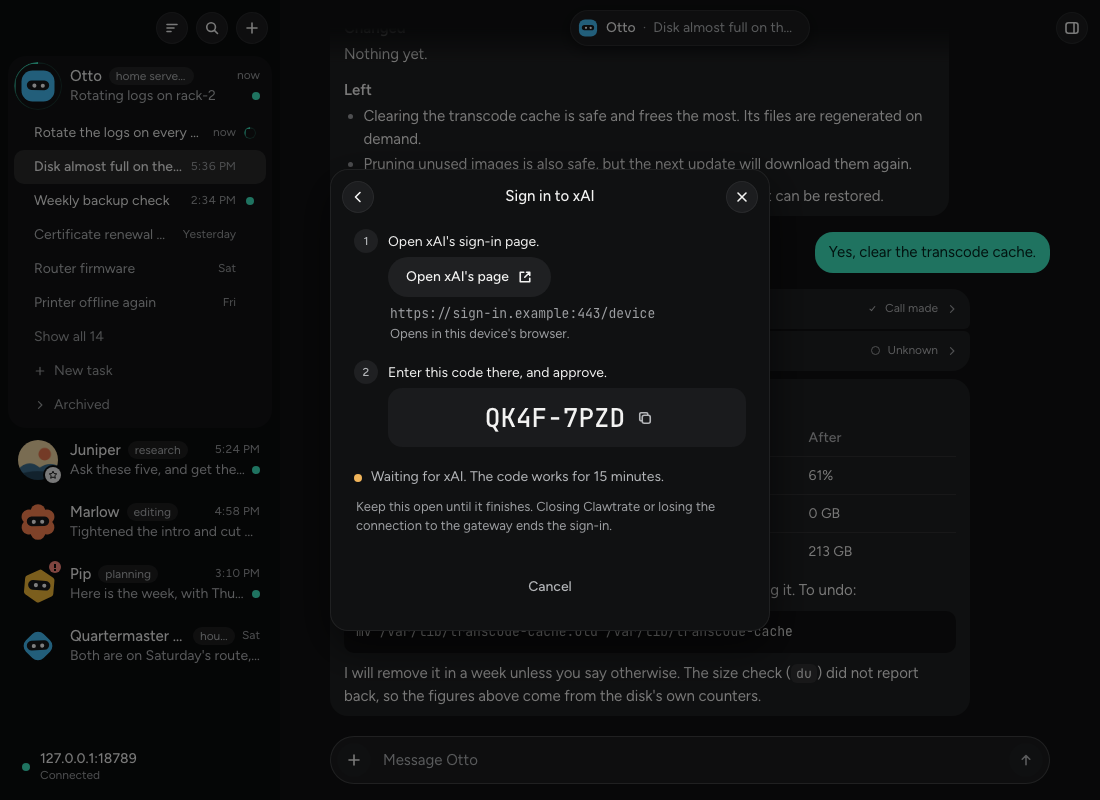 Otto
home serve...
now
Rotating logs on rack-2
Rotate the logs on every ...
now
Disk almost full on the...
5:36 PM
Weekly backup check
2:34 PM
Certificate renewal ...
Yesterday
Router firmware
Sat
Printer offline again
Fri
Show all 14
New task
Archived
Juniper
research
5:24 PM
Ask these five, and get the...
Marlow
editing
4:58 PM
Tightened the intro and cut ...
Pip
planning
3:10 PM
Here is the week, with Thu...
Quartermaster ...
hou...
Sat
Both are on Saturday's route,...
127.0.0.1:18789
Connected
Otto · Disk almost full on th...
Nothing yet.
Left
Clearing the transcode cache is safe and frees the most. Its files are regenerated on
demand.
Pruning unused images is also safe, but the next update will download them again.
can be restored.
Yes, clear the transcode cache.
Call made
Unknown
After
61%
0 GB
213 GB
g it. To undo:
mv /var/lib/transcode-cache.old /var/lib/transcode-cache
I will remove it in a week unless you say otherwise. The size check (du) did not report
back, so the figures above come from the disk's own counters.
Message Otto
Sign in to xAI
1
Open xAI's sign-in page.
Open xAI's page
https://sign-in.example:443/device
Opens in this device's browser.
2
Enter this code there, and approve.
QK4F-7PZD
Waiting for xAI. The code works for 15 minutes.
Keep this open until it finishes. Closing Clawtrate or losing the
connection to the gateway ends the sign-in.
Cancel